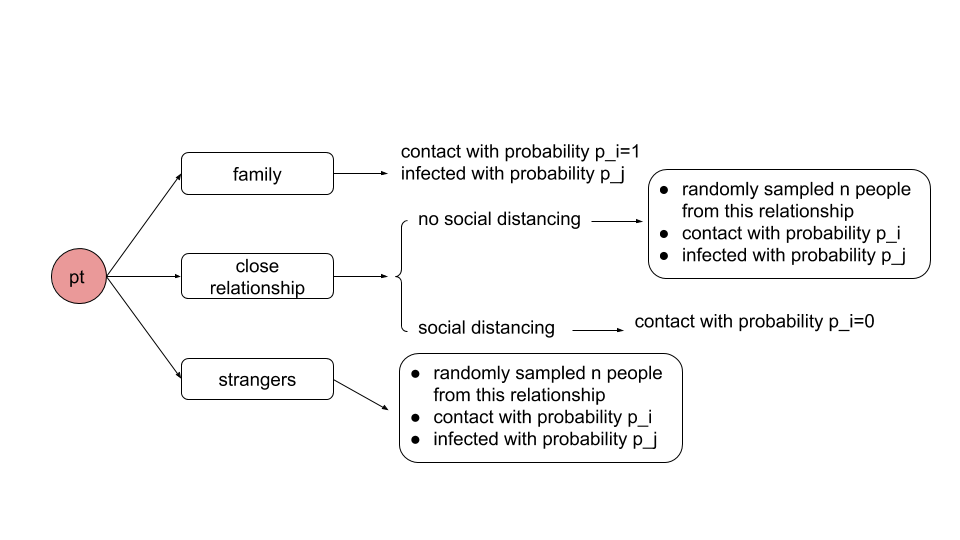 pt
family
contact with probability p_i=1
infected with probability p_j
close
relationship
no social distancing
● randomly sampled n people
from this relationship
● contact with probability p_i
● infected with probability p_j
social distancing
contact with probability p_i=0
strangers
● randomly sampled n people
from this relationship
● contact with probability p_i
● infected with probability p_j